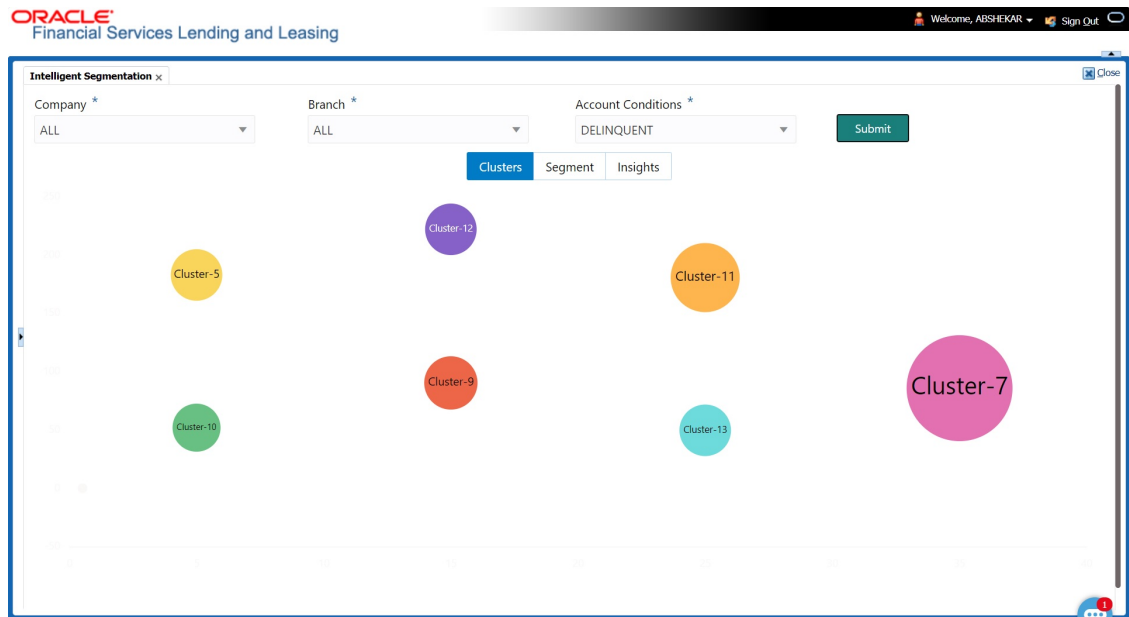 ORACLE®
Financial Services Lending and Leasing
Welcome, ABSHEKAR
Sign Out
Intelligent Segmentation x
Close
Company *
Branch *
Account Conditions *
ALL
ALL
DELINQUENT
Submit
Clusters
Segment
Insights
Cluster-12
Cluster-5
Cluster-11
Cluster-9
Cluster-7
Cluster-10
Cluster-13
1